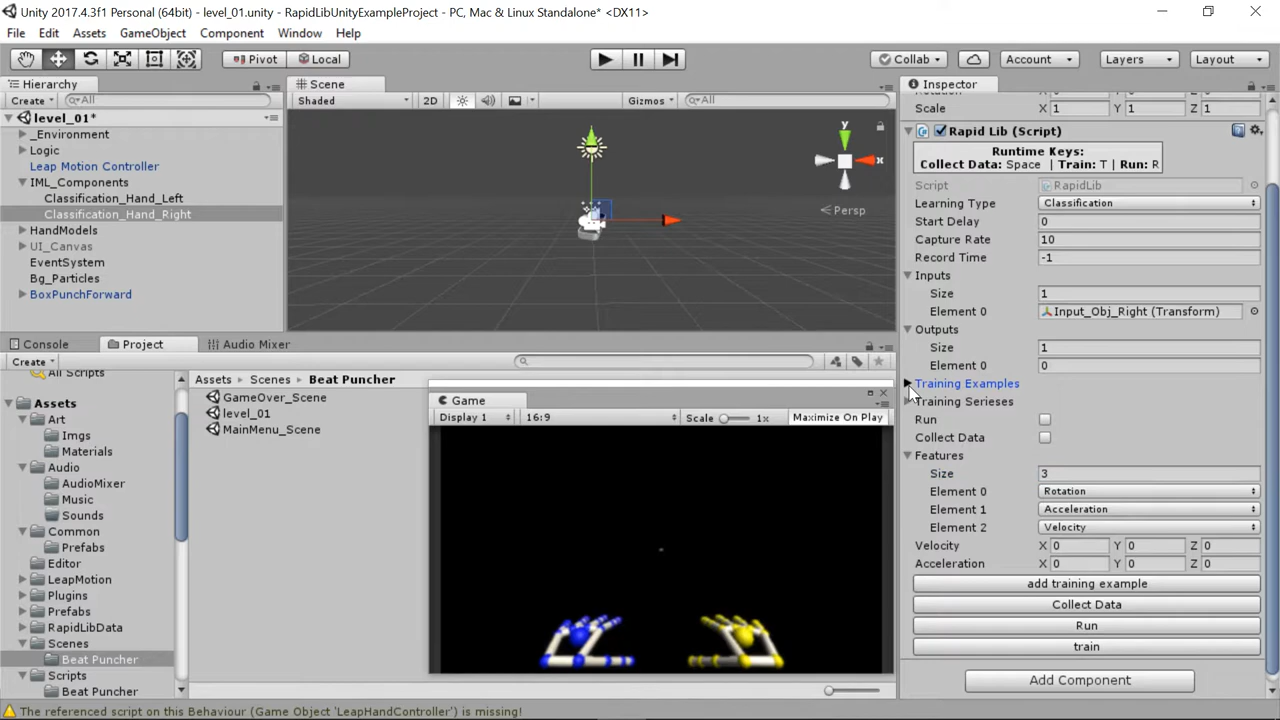 Unity 2017.4.3f1 Personal (64bit) - level_01.unity - RapidLibUnityExampleProject - PC, Mac & Linux Standalone* <DX11>
File Edit Assets GameObject Component Window Help
Pivot Local Collab Account Layers Layout
Hierarchy
Create All
level_01*
_Environment
Logic
Leap Motion Controller
IML_Components
Classification_Hand_Left
Classification_Hand_Right
HandModels
UI_Canvas
EventSystem
Bg_Particles
BoxPunchForward
Scene
Shaded 2D Gizmos All
y
x
Persp
Console Project Audio Mixer
Create
All Scripts
Assets
Art
Imgs
Materials
Audio
AudioMixer
Music
Sounds
Common
Prefabs
Editor
LeapMotion
Plugins
Prefabs
RapidLibData
Scenes
Beat Puncher
Scripts
Beat Puncher
Assets Scenes Beat Puncher
GameOver_Scene
level_01
MainMenu_Scene
Game
Display 1 16:9 Scale 1x Maximize On Play
Inspector
Scale X 1 Y 1 Z 1
Rapid Lib (Script)
Runtime Keys:
Collect Data: Space | Train: T | Run: R
Script RapidLib
Learning Type Classification
Start Delay 0
Capture Rate 10
Record Time -1
Inputs
Size 1
Element 0 Input_Obj_Right (Transform)
Outputs
Size 1
Element 0 0
Training Examples
Training Serieses
Run
Collect Data
Features
Size 3
Element 0 Rotation
Element 1 Acceleration
Element 2 Velocity
Velocity X 0 Y 0 Z 0
Acceleration X 0 Y 0 Z 0
add training example
Collect Data
Run
train
Add Component
The referenced script on this Behaviour (Game Object 'LeapHandController') is missing!